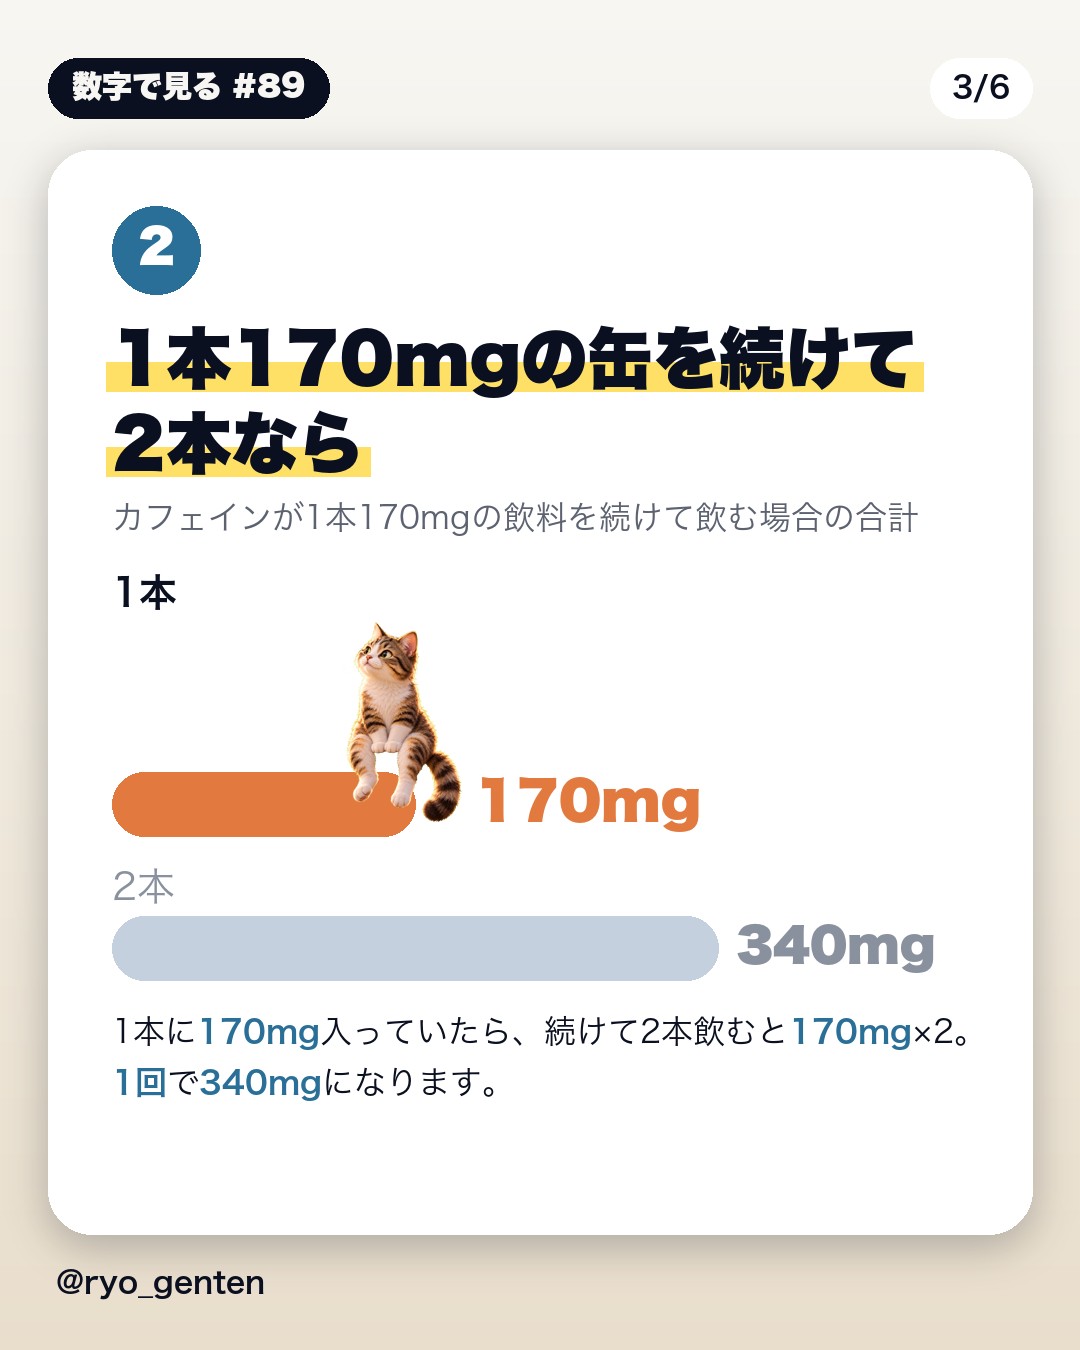 数字で見る #89
3/6
2
1本170mgの缶を続けて
2本なら
カフェインが1本170mgの飲料を続けて飲む場合の合計
1本
170mg
2本
340mg
1本に170mg入っていたら、続けて2本飲むと170mg×2。
1回で340mgになります。
@ryo_genten